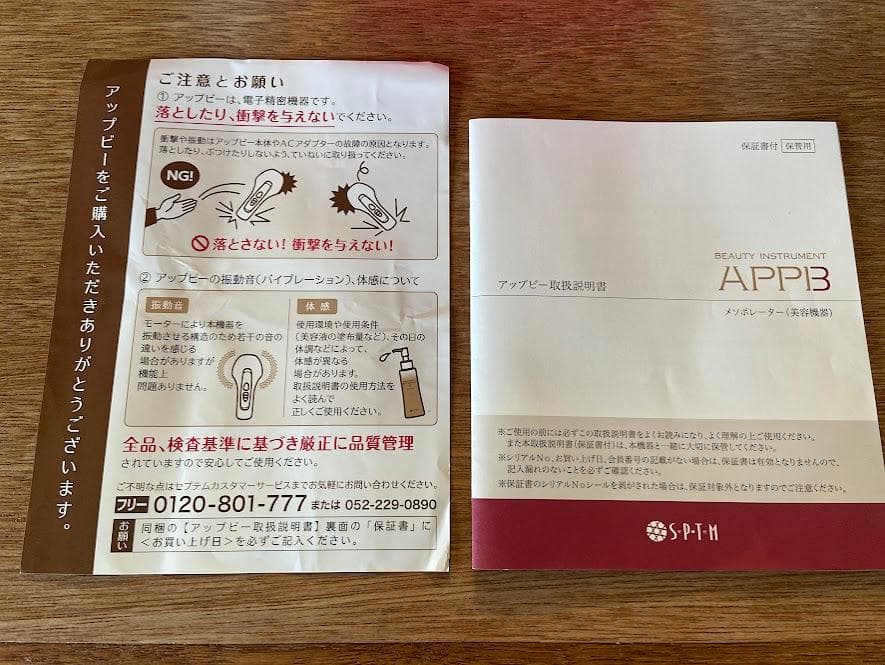 アップビーをご購入いただきありがとうございます。
ご注意とお願い
① アップビーは、電子精密機器です。
落としたり、衝撃を与えないでください。
衝撃や振動はアップビー本体やACアダプターの故障の原因となります。
落としたり、ぶつけたりしないよう、ていねいに取り扱ってください。
NG!
落とさない! 衝撃を与えない!
② アップビーの振動音(バイブレーション)、体感について
振動音
モーターにより本機器を
振動させる構造のため若干の音の
違いを感じる
場合がありますが
機能上
問題ありません。
体感
使用環境や使用条件
(美容液の塗布量など)、その日の
体調などによって、
体感が異なる
場合があります。
取扱説明書の使用方法を
よく読んで
正しくご使用ください。
全品、検査基準に基づき厳正に品質管理
されていますので安心してご使用ください。
ご不明な点はセプテムカスタマーサービスまでお気軽にお問い合わせください。
フリー 0120-801-777 または 052-229-0890
お願い
同梱の【アップビー取扱説明書】裏面の「保証書」に
<お買い上げ日>を必ずご記入ください。
保証書付 保管用
BEAUTY INSTRUMENT
APPB
アップビー取扱説明書
メソポレーター(美容機器)
※ご使用の前には必ずこの取扱説明書をよくお読みになり、よく理解の上ご使用ください。
また本取扱説明書(保証書付)は、本機器と一緒に大切に保管してください。
※シリアルNo、お買い上げ日、会員番号の記載がない場合は、保証書は有効となりませんので、
記入漏れのないことを必ずご確認ください。
※保証書のシリアルNoシールを剥がされた場合は、保証対象外となりますのでご注意ください。
S·P·T·M